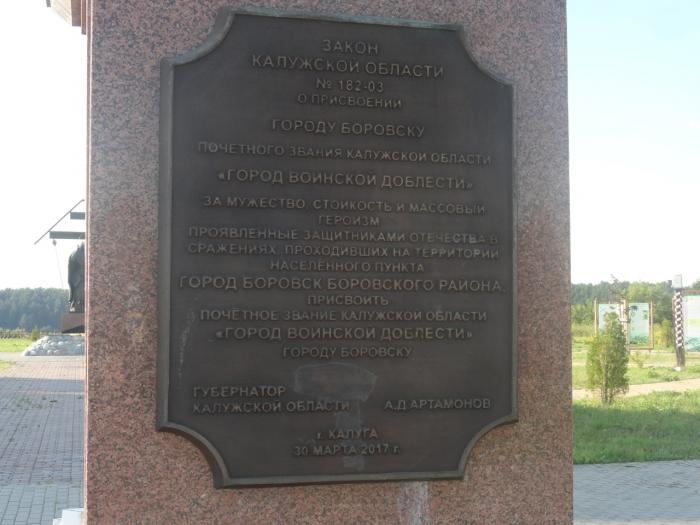 ЗАКОН
КАЛУЖСКОЙ ОБЛАСТИ
№ 182-ОЗ
О ПРИСВОЕНИИ
ГОРОДУ БОРОВСКУ
ПОЧЕТНОГО ЗВАНИЯ КАЛУЖСКОЙ ОБЛАСТИ
«ГОРОД ВОИНСКОЙ ДОБЛЕСТИ»
ЗА МУЖЕСТВО, СТОЙКОСТЬ И МАССОВЫЙ
ГЕРОИЗМ
ПРОЯВЛЕННЫЕ ЗАЩИТНИКАМИ ОТЕЧЕСТВА В
СРАЖЕНИЯХ, ПРОХОДИВШИХ НА ТЕРРИТОРИИ
НАСЕЛЁННОГО ПУНКТА
ГОРОД БОРОВСК БОРОВСКОГО РАЙОНА,
ПРИСВОИТЬ
ПОЧЁТНОЕ ЗВАНИЕ КАЛУЖСКОЙ ОБЛАСТИ
«ГОРОД ВОИНСКОЙ ДОБЛЕСТИ»
ГОРОДУ БОРОВСКУ
ГУБЕРНАТОР
КАЛУЖСКОЙ ОБЛАСТИ А.Д.АРТАМОНОВ
г. КАЛУГА
30 МАРТА 2017 г.